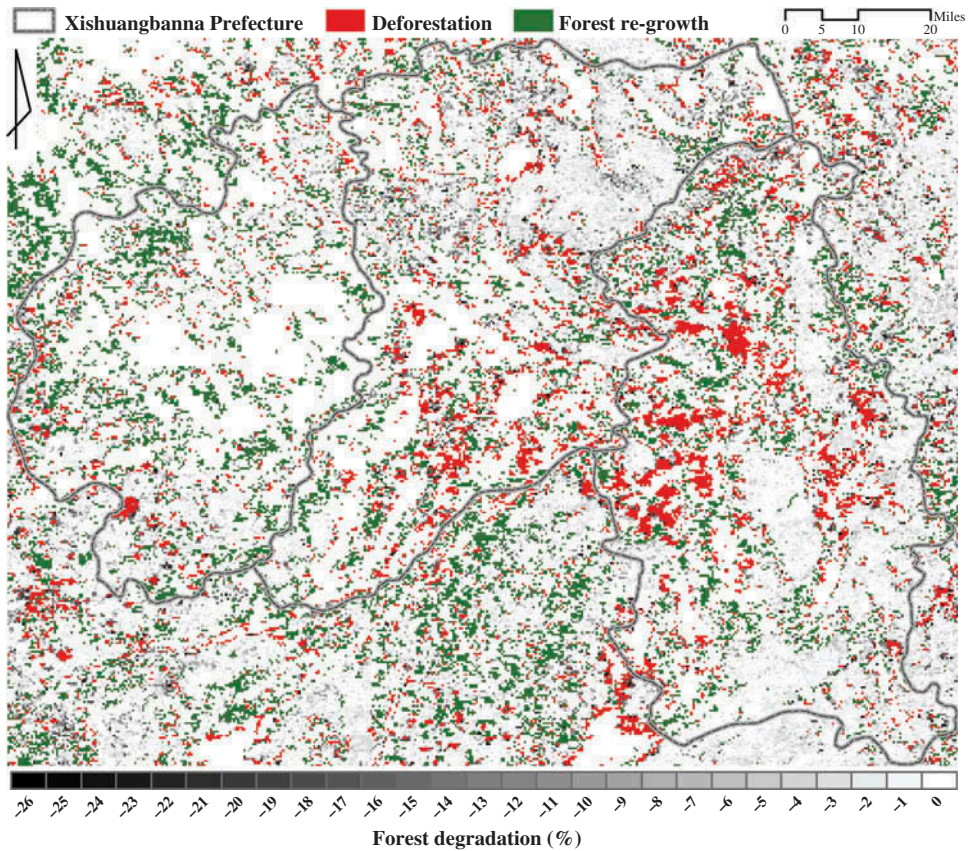 Xishuangbanna Prefecture Deforestation Forest re-growth Miles
0 5 10 20
–26 –25 –24 –23 –22 –21 –20 –19 –18 –17 –16 –15 –14 –13 –12 –11 –10 –9 –8 –7 –6 –5 –4 –3 –2 –1 0
Forest degradation (%)